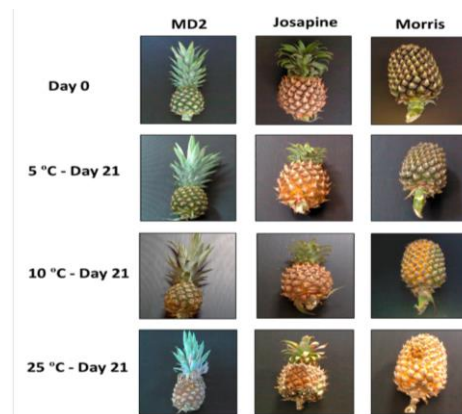 MD2 Josapine Morris
Day 0
5 °C - Day 21
10 °C - Day 21
25 °C - Day 21